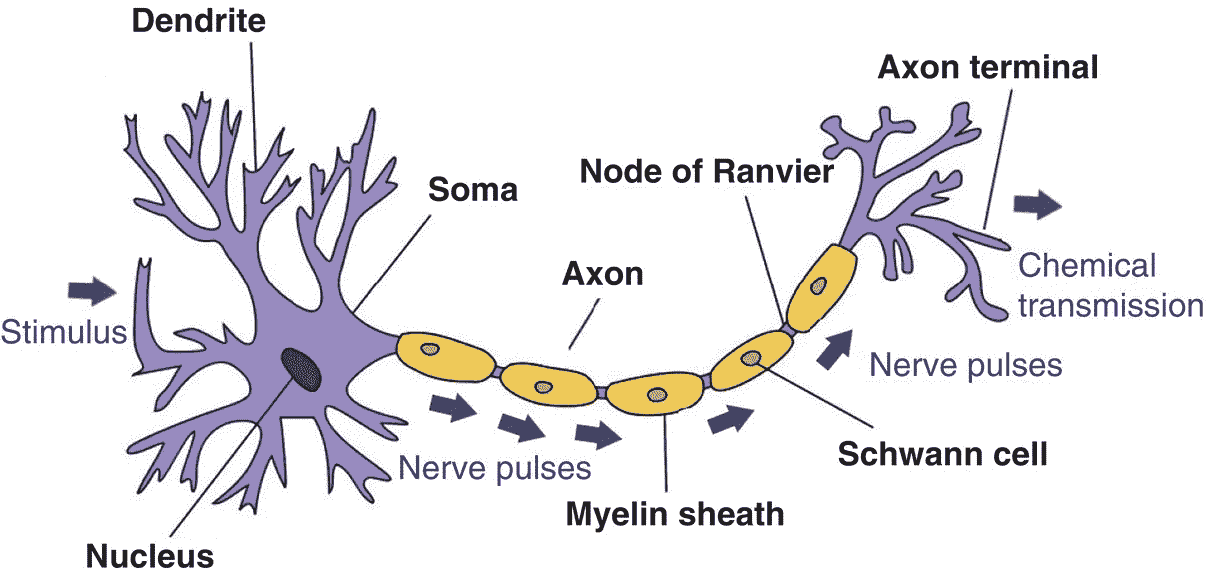 Dendrite
Axon terminal
Node of Ranvier
Soma
Axon
Chemical
transmission
Stimulus
Nerve pulses
Schwann cell
Nerve pulses
Myelin sheath
Nucleus